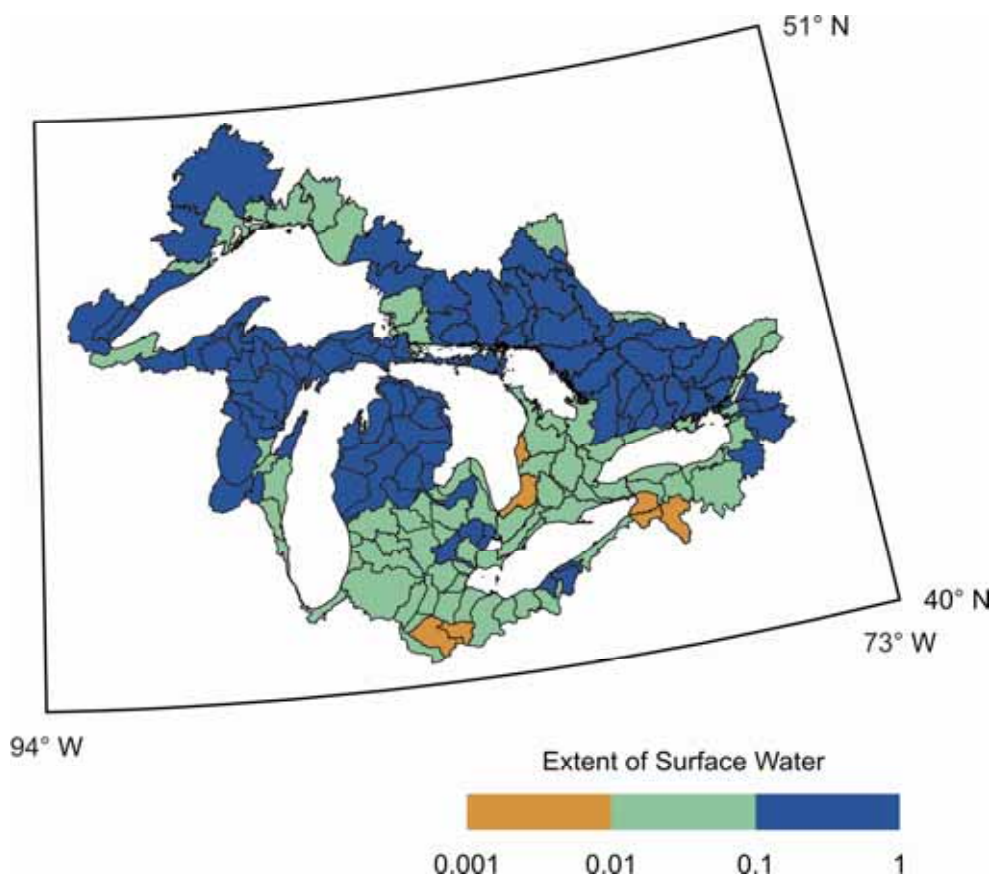 51° N
40° N
73° W
94° W
Extent of Surface Water
0.001 0.01 0.1 1